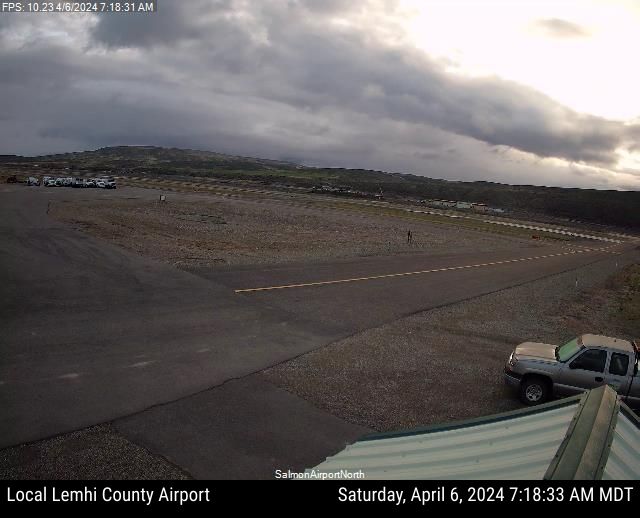 FPS: 10.23 4/6/2024 7:18:31 AM
SalmonAirportNorth
Local Lemhi County Airport
Saturday, April 6, 2024 7:18:33 AM MDT